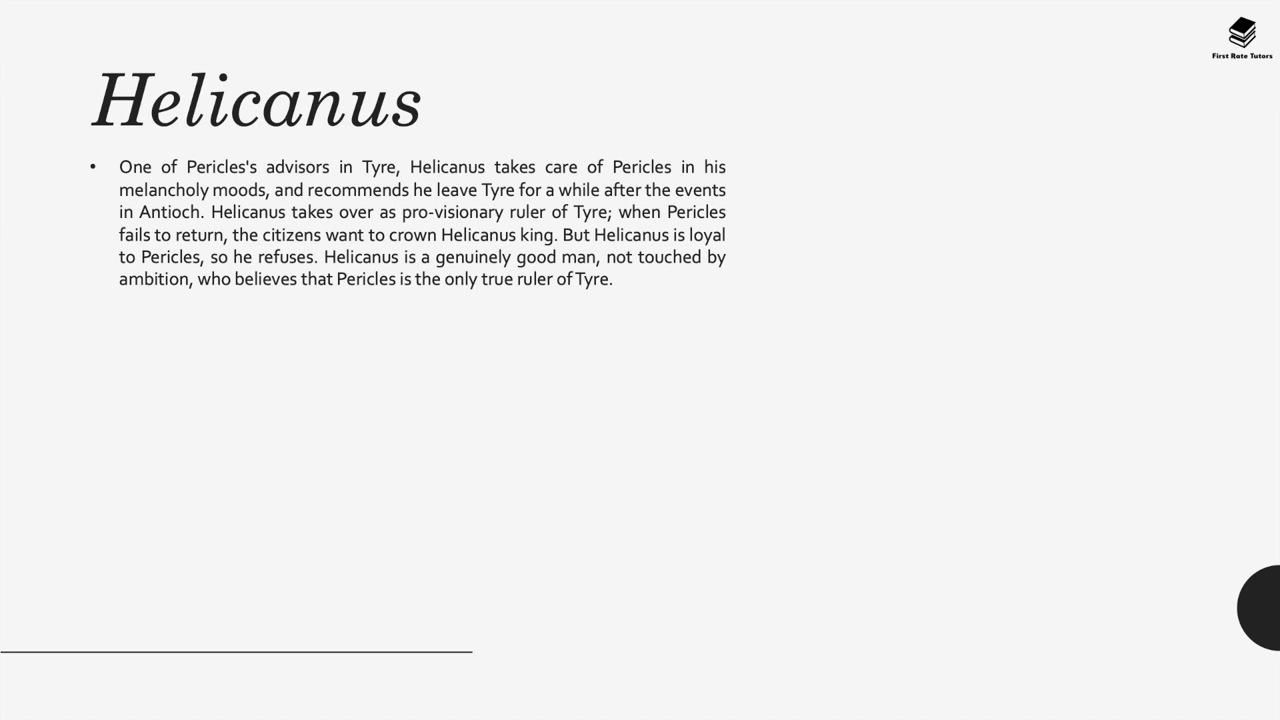 First Rate Tutors
Helicanus
• One of Pericles's advisors in Tyre, Helicanus takes care of Pericles in his
melancholy moods, and recommends he leave Tyre for a while after the events
in Antioch. Helicanus takes over as pro-visionary ruler of Tyre; when Pericles
fails to return, the citizens want to crown Helicanus king. But Helicanus is loyal
to Pericles, so he refuses. Helicanus is a genuinely good man, not touched by
ambition, who believes that Pericles is the only true ruler of Tyre.